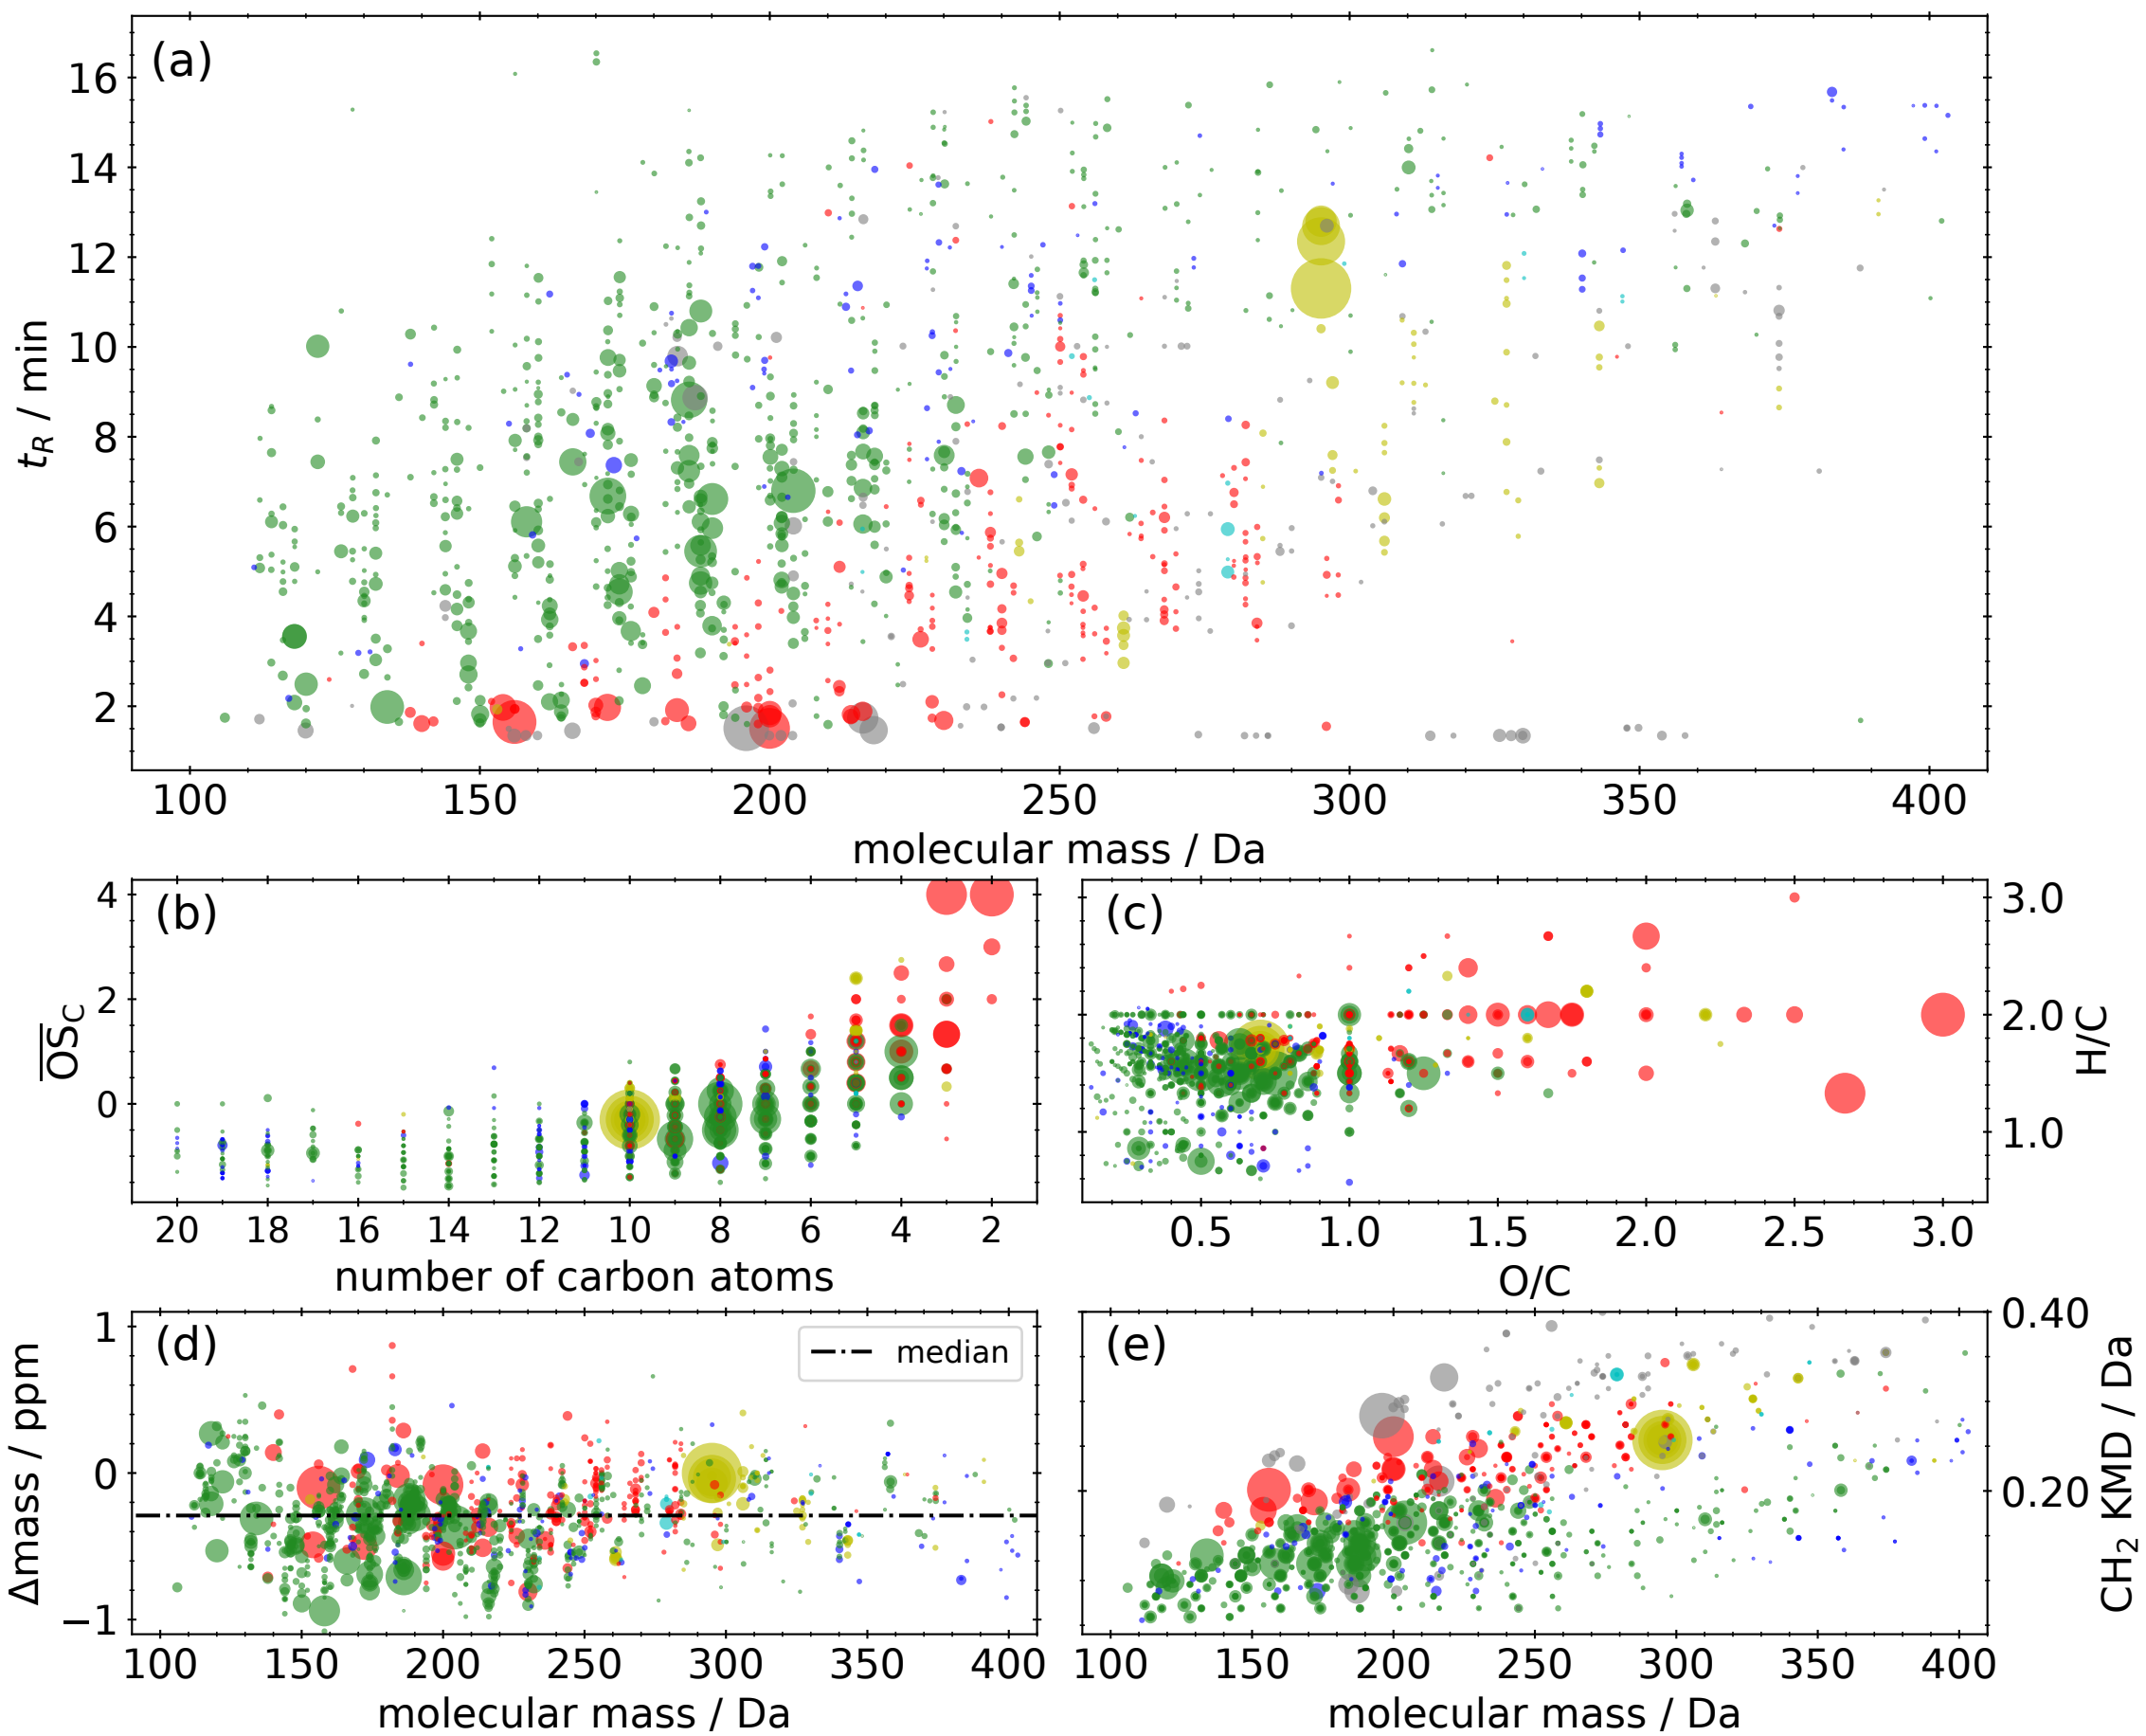 (a)
16
14
12
10
8
6
4
2
t_R / min
100 150 200 250 300 350 400
molecular mass / Da
(b)
4
2
0
O̅S̅_C
20 18 16 14 12 10 8 6 4 2
number of carbon atoms
(c)
3.0
2.0
1.0
H/C
0.5 1.0 1.5 2.0 2.5 3.0
O/C
(d)
median
1
0
−1
Δmass / ppm
100 150 200 250 300 350 400
molecular mass / Da
(e)
0.40
0.20
CH₂ KMD / Da
100 150 200 250 300 350 400
molecular mass / Da